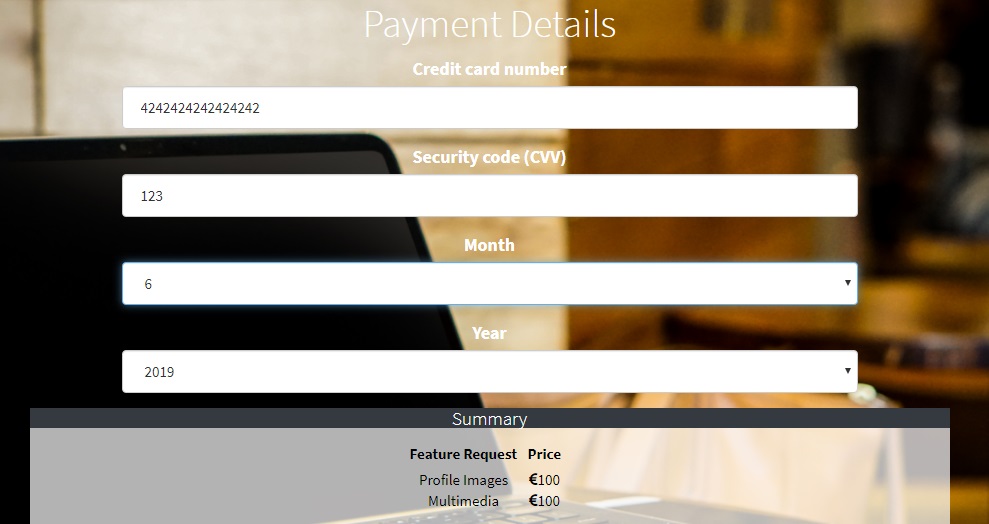 Payment Details
Credit card number
4242424242424242
Security code (CVV)
123
Month
6
Year
2019
Summary
Feature Request Price
Profile Images €100
Multimedia €100